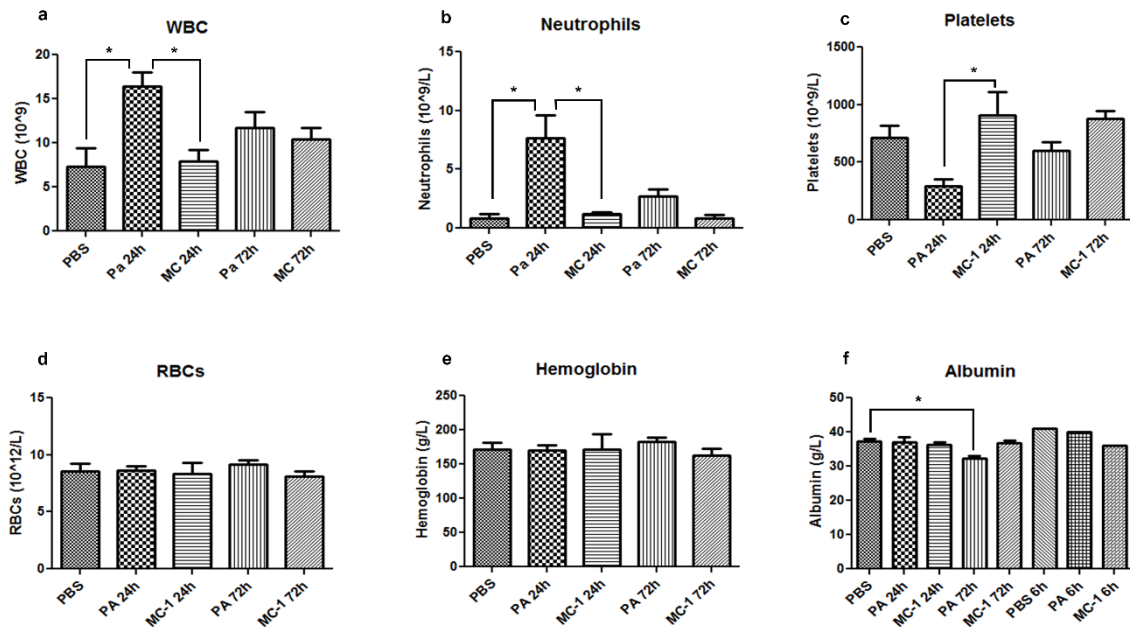 a
WBC
WBC (10^9)
20
15
10
5
0
* *
PBS
Pa 24h
MC 24h
Pa 72h
MC 72h
b
Neutrophils
Neutrophils (10^9/L)
15
10
5
0
* *
PBS
Pa 24h
MC 24h
Pa 72h
MC 72h
c
Platelets
Platelets (10^9/L)
1500
1000
500
0
*
PBS
PA 24h
MC-1 24h
PA 72h
MC-1 72h
d
RBCs
RBCs (10^12/L)
15
10
5
0
PBS
PA 24h
MC-1 24h
PA 72h
MC-1 72h
e
Hemoglobin
Hemoglobin (g/L)
250
200
150
100
50
0
PBS
PA 24h
MC-1 24h
PA 72h
MC-1 72h
f
Albumin
Albumin (g/L)
50
40
30
20
10
0
*
PBS
PA 24h
MC-1 24h
PA 72h
MC-1 72h
PBS 6h
PA 6h
MC-1 6h